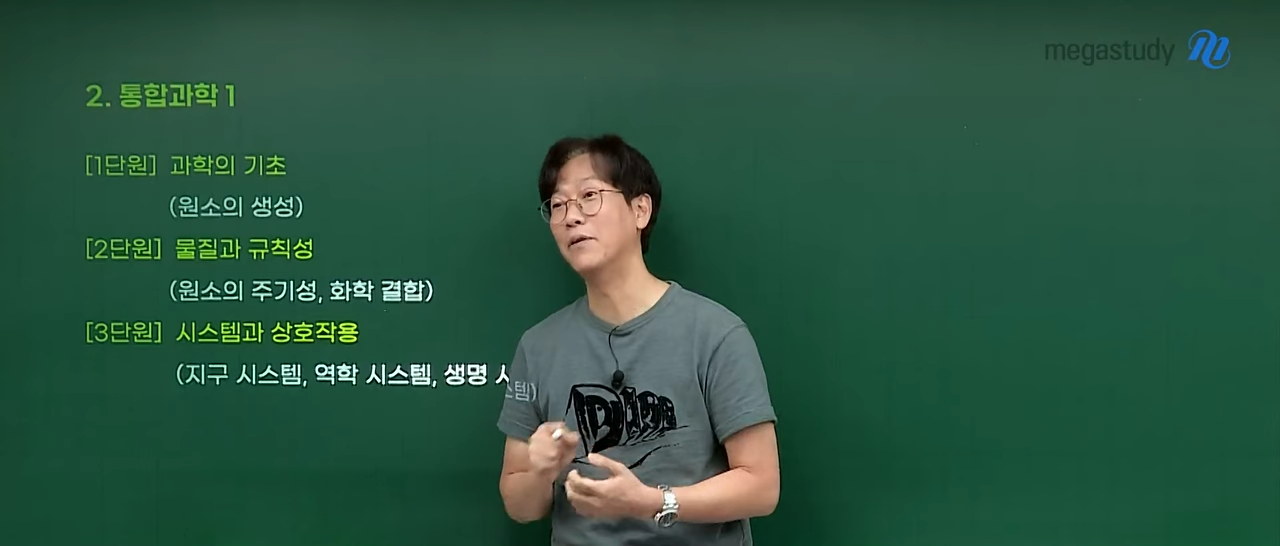 megastudy
2. 통합과학 1
[1단원] 과학의 기초
(원소의 생성)
[2단원] 물질과 규칙성
(원소의 주기성, 화학 결합)
[3단원] 시스템과 상호작용
(지구 시스템, 역학 시스템, 생명 시스템)